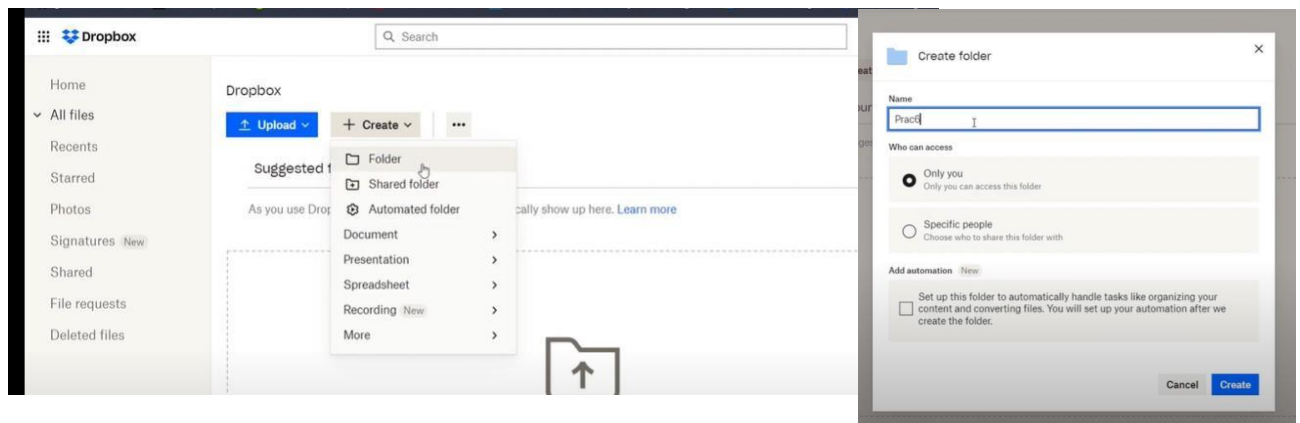 Dropbox
Search
Home
All files
Recents
Starred
Photos
Signatures New
Shared
File requests
Deleted files
Dropbox
Upload
Create
Suggested f
As you use Drop
cally show up here. Learn more
Folder
Shared folder
Automated folder
Document
Presentation
Spreadsheet
Recording New
More
Create folder
Name
Prac6
Who can access
Only you
Only you can access this folder
Specific people
Choose who to share this folder with
Add automation New
Set up this folder to automatically handle tasks like organizing your
content and converting files. You will set up your automation after we
create the folder.
Cancel
Create